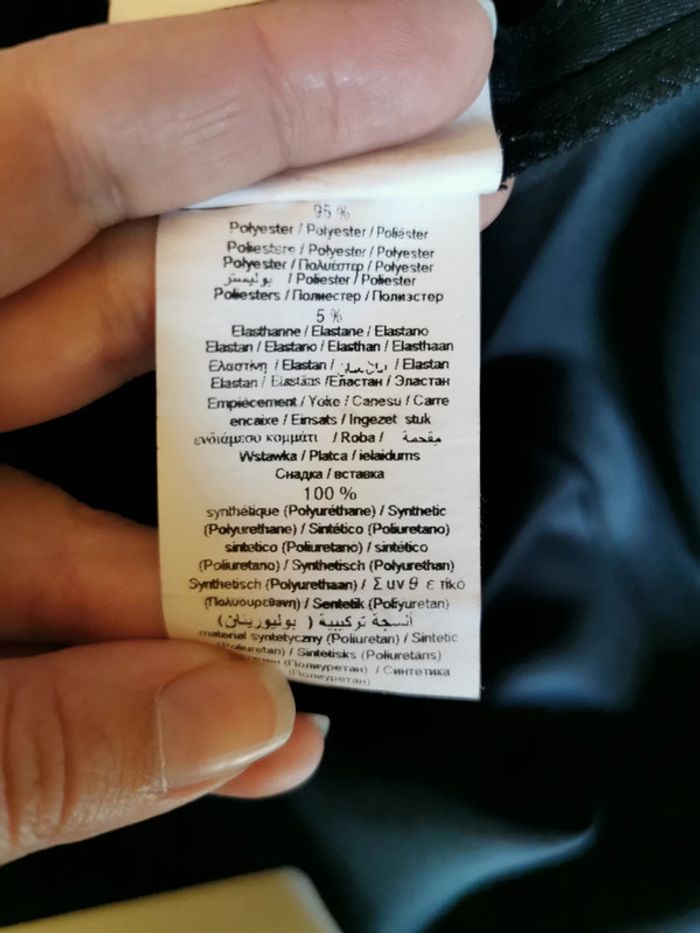 95 %
Polyester / Polyester / Poliéster
Poliestere / Polyester / Polyester
Polyester / Πολυέστερ / Polyester
بوليستر / Poliester / Poliester
Poliesters / Полиестер / Полиэстер
5 %
Elasthanne / Elastane / Elastano
Elastan / Elastano / Elasthan / Elasthaan
Ελαστίνη / Elastan / / Elastan
Elastan / Elastāns /Еластан / Эластан
Empiècement / Yoke / Canesu / Carre
encaixe / Einsats / Ingezet stuk
ενδιάμεσο κομμάτι / Roba / مقحمة
Wstawka / Platca / ielaidums
Снадка / вставка
100 %
synthétique (Polyuréthane) / Synthetic
(Polyurethane) / Sintético (Poliuretano)
sintetico (Poliuretano) / sintético
(Poliuretano) / Synthetisch (Polyurethan)
Synthetisch (Polyurethaan) / Σ υν θ ε τικό
(Πολυουρεθανη) / Sentetik (Poliyuretan)
أنسجة تركيبية ( بوليوريتان)
material syntetyczny (Poliuretan) / Sintetic
(Poliuretan) / Sintetisks (Poliuretāns)
(Полиуретан) / Синтетика
(Полиуретан)